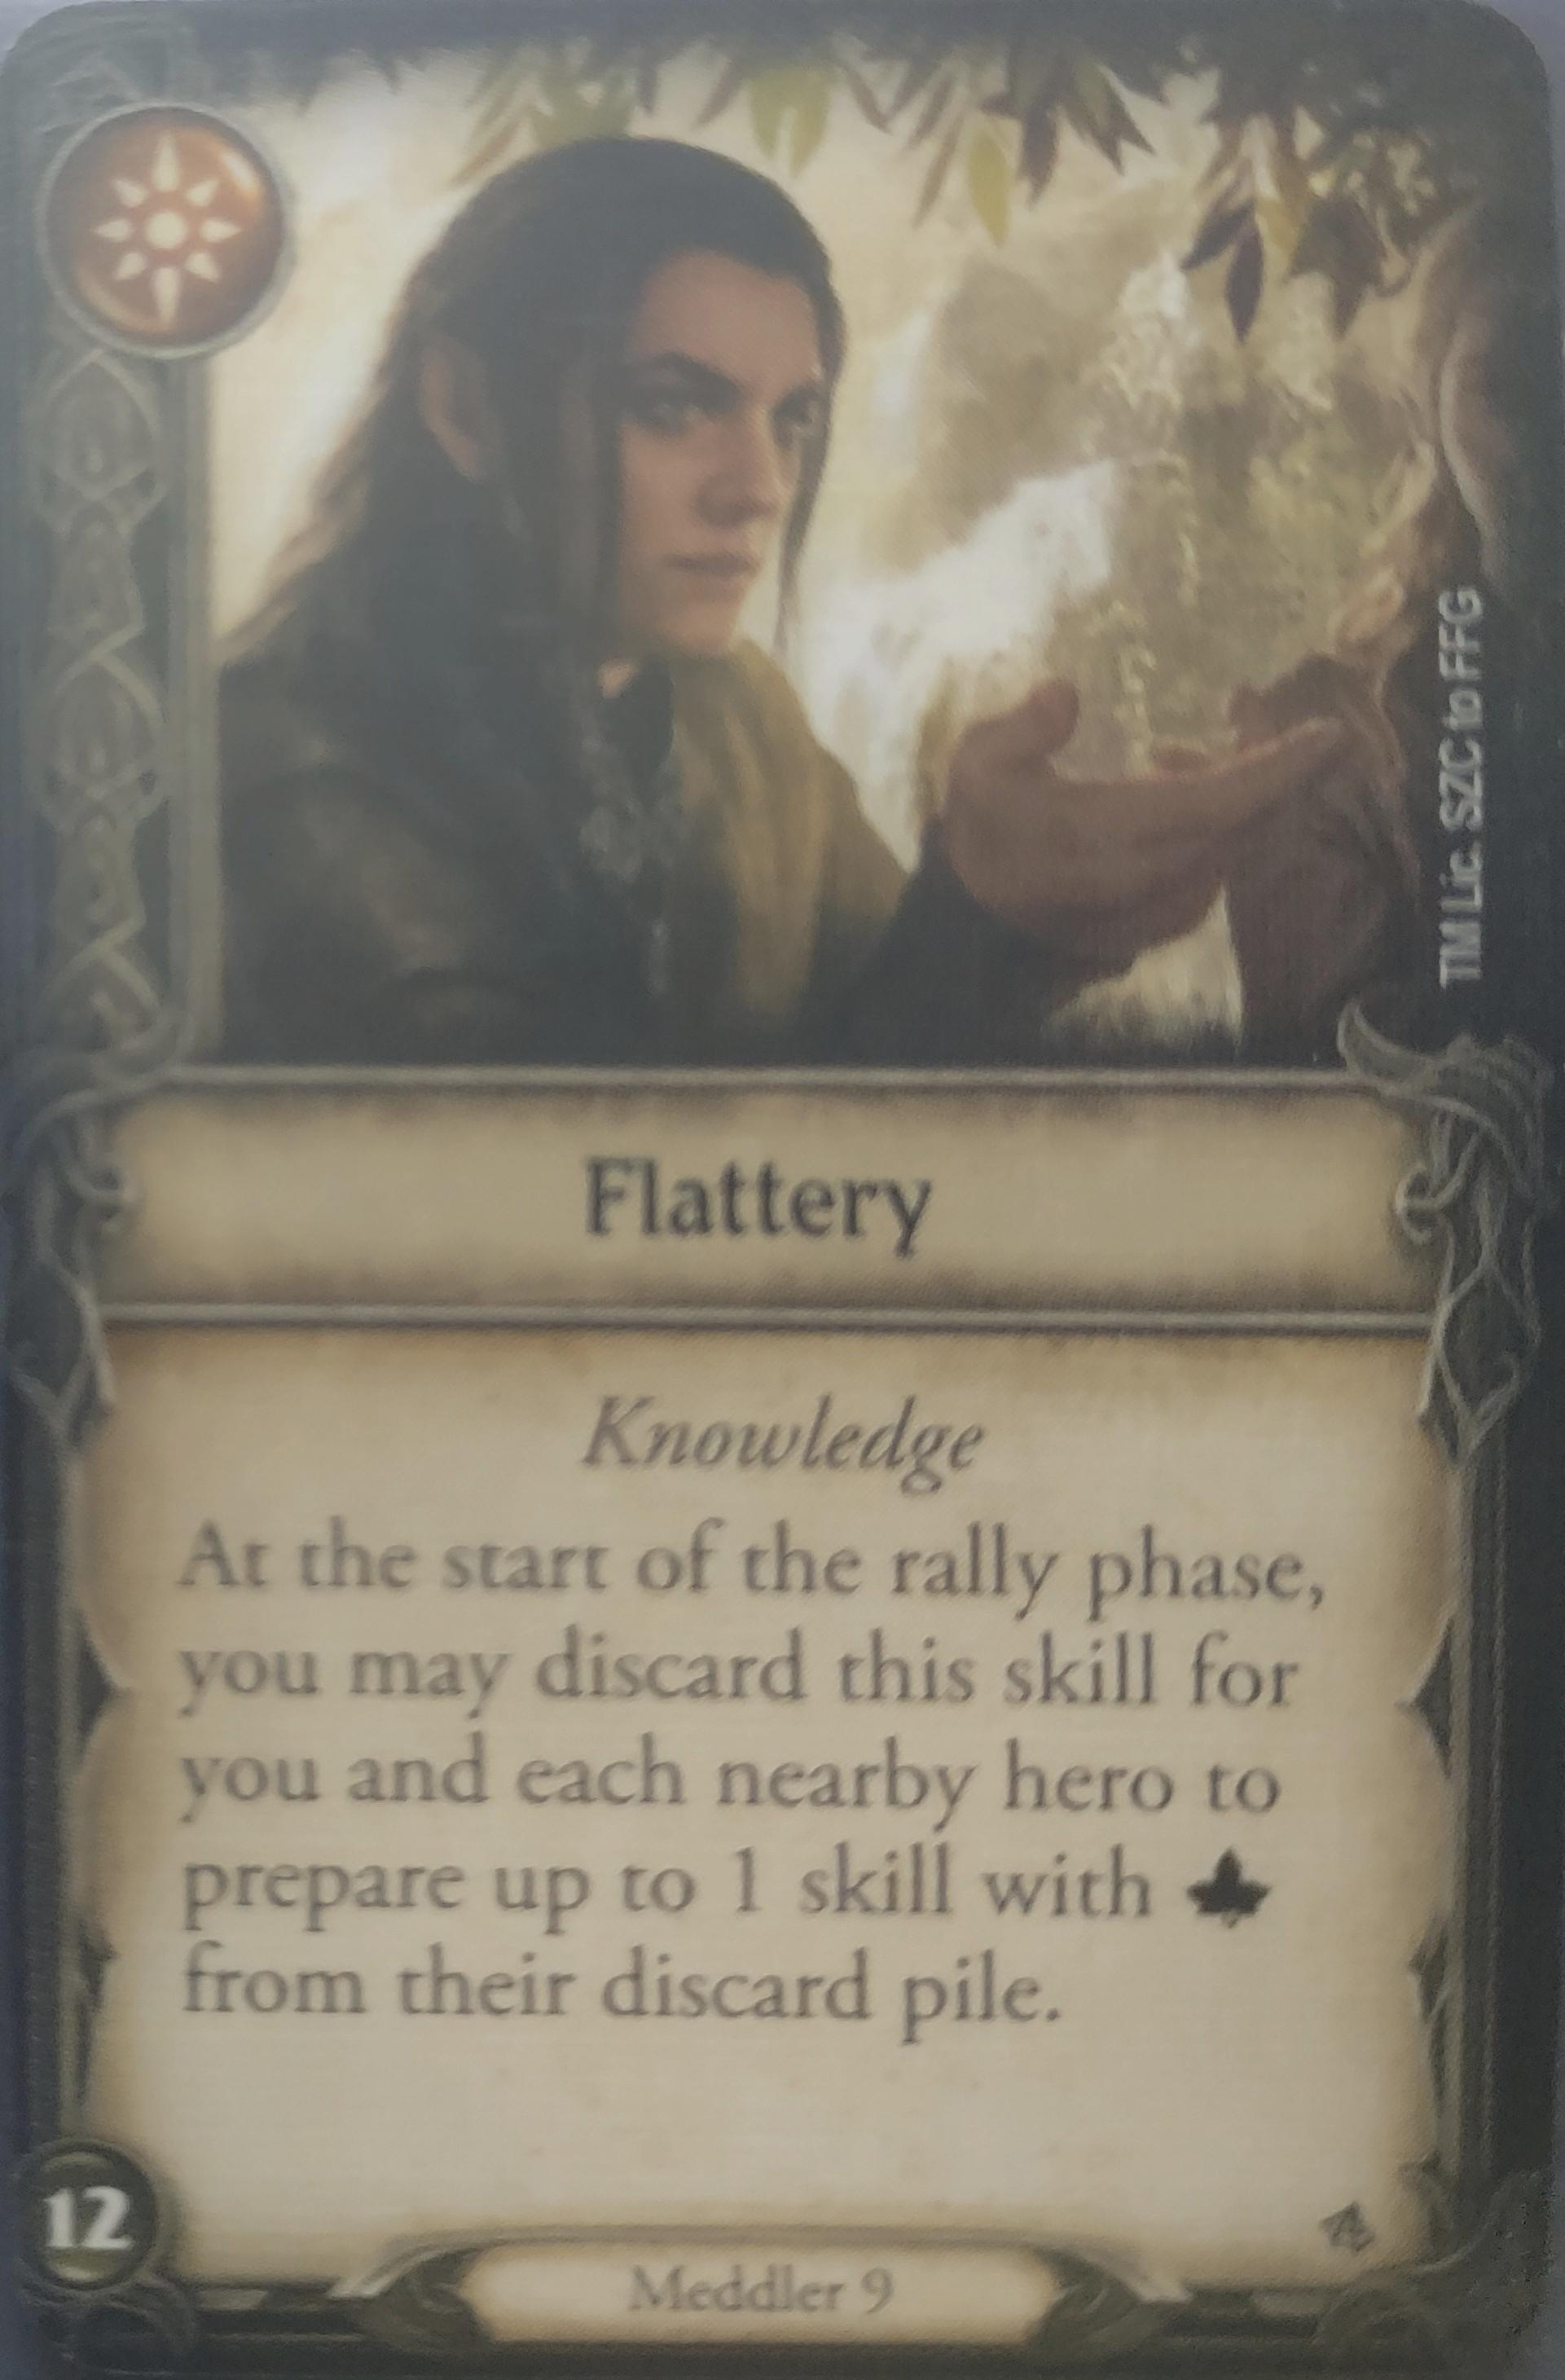 TM Lic. SZC to FFG
Flattery
Knowledge
At the start of the rally phase,
you may discard this skill for
you and each nearby hero to
prepare up to 1 skill with
from their discard pile.
12
Meddler 9